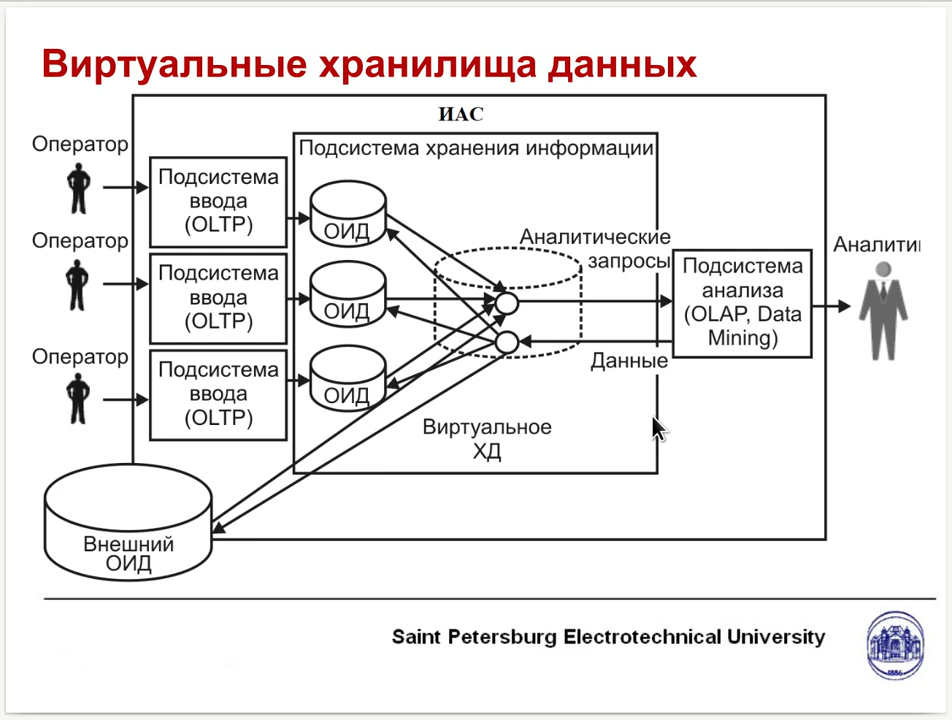 Виртуальные хранилища данных
ИАС
Оператор
Подсистема
ввода
(OLTP)
Оператор
Подсистема
ввода
(OLTP)
Оператор
Подсистема
ввода
(OLTP)
Подсистема хранения информации
ОИД
ОИД
ОИД
Аналитические
запросы
Данные
Виртуальное
ХД
Подсистема
анализа
(OLAP, Data
Mining)
Аналити
Внешний
ОИД
Saint Petersburg Electrotechnical University
1886